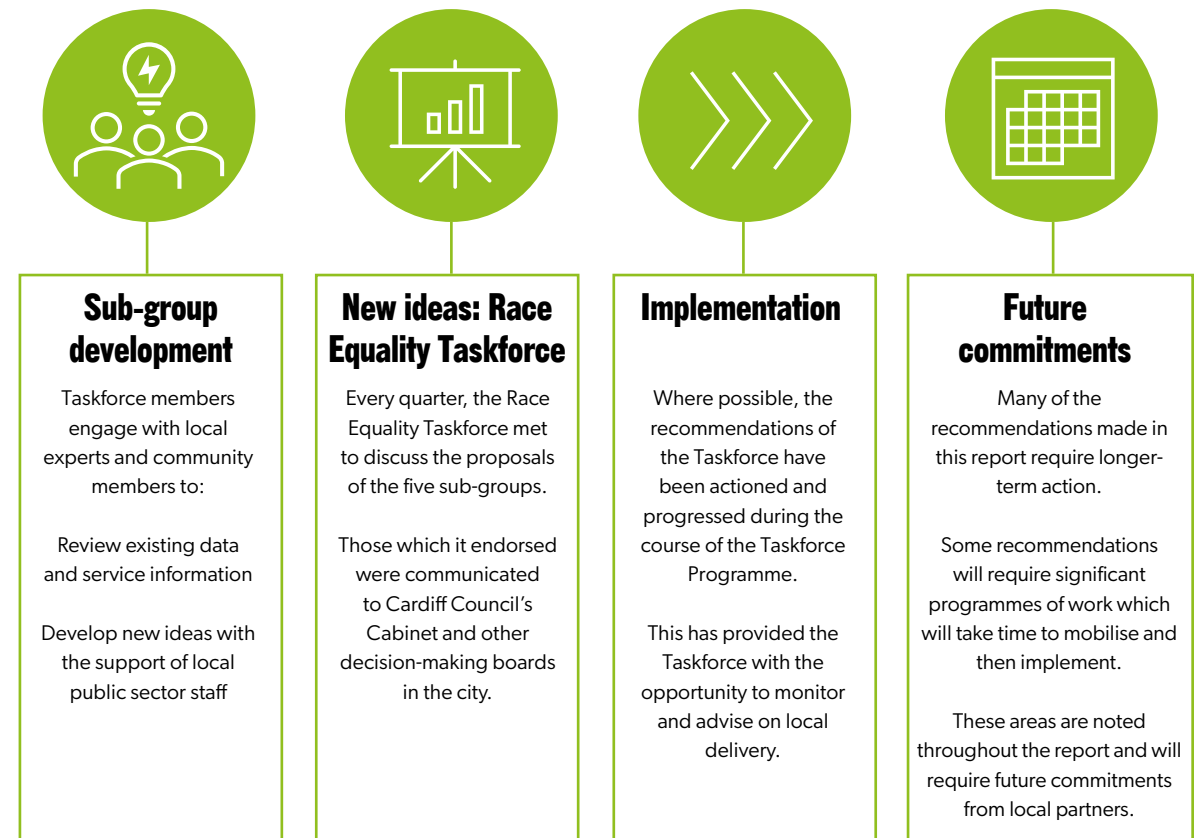 Sub-group
development
Taskforce members
engage with local
experts and community
members to:
Review existing data
and service information
Develop new ideas with
the support of local
public sector staff
New ideas: Race
Equality Taskforce
Every quarter, the Race
Equality Taskforce met
to discuss the proposals
of the five sub-groups.
Those which it endorsed
were communicated
to Cardiff Council’s
Cabinet and other
decision-making boards
in the city.
Implementation
Where possible, the
recommendations of
the Taskforce have
been actioned and
progressed during the
course of the Taskforce
Programme.
This has provided the
Taskforce with the
opportunity to monitor
and advise on local
delivery.
Future
commitments
Many of the
recommendations made in
this report require longer-
term action.
Some recommendations
will require significant
programmes of work which
will take time to mobilise and
then implement.
These areas are noted
throughout the report and will
require future commitments
from local partners.